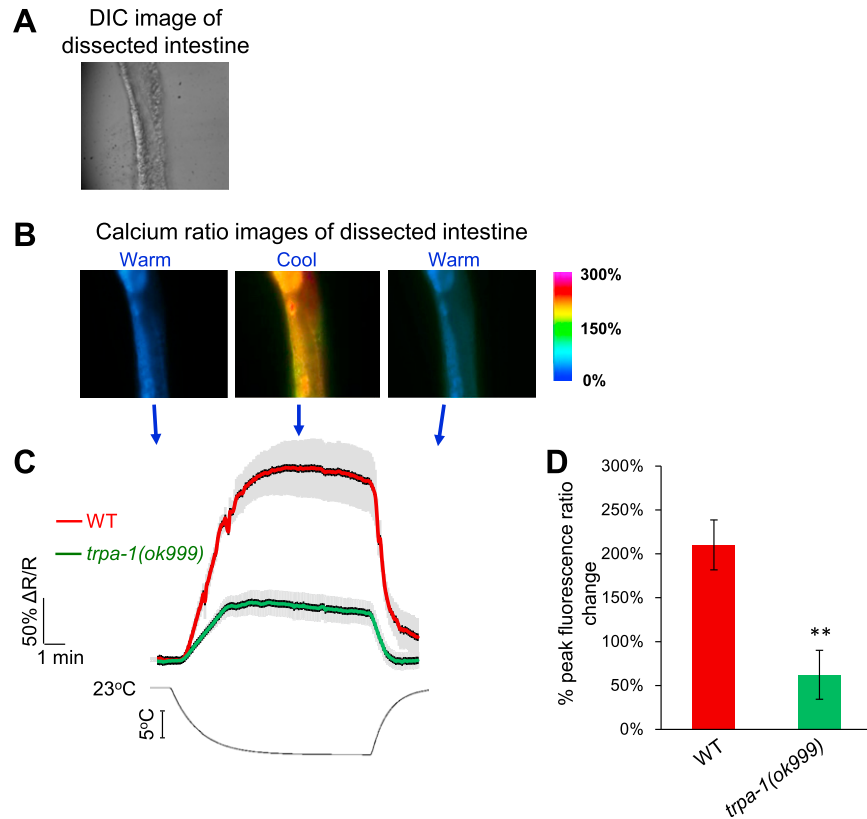 A
DIC image of
dissected intestine
B
Calcium ratio images of dissected intestine
Warm
Cool
Warm
300%
150%
0%
C
WT
trpa-1(ok999)
50% ΔR/R
1 min
23°C
5°C
D
% peak fluorescence ratio
change
300%
250%
200%
150%
100%
50%
0%
**
WT
trpa-1(ok999)